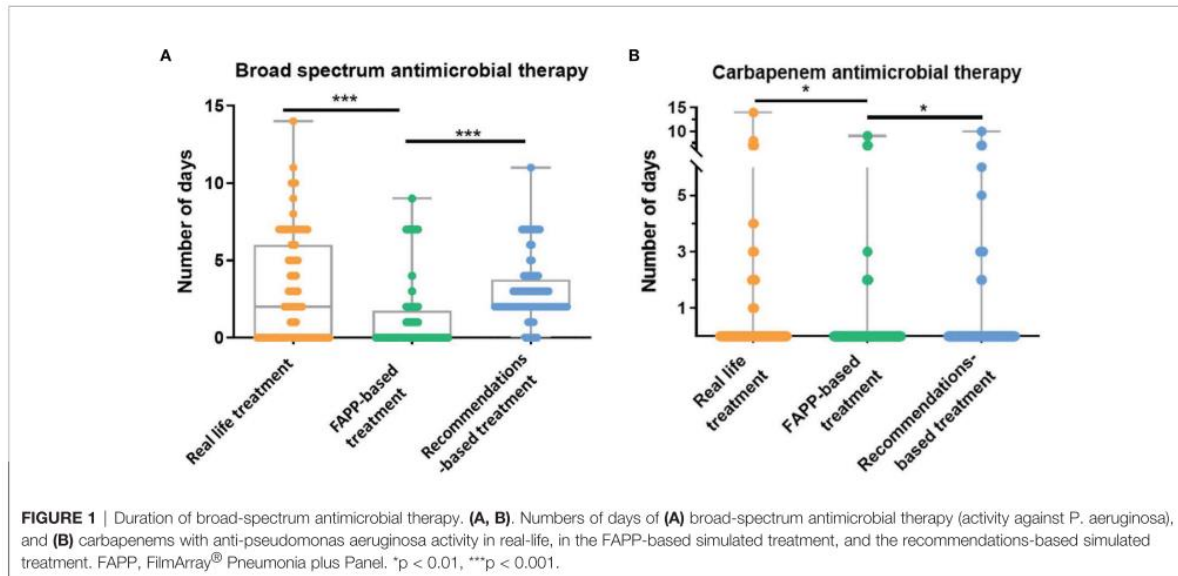 A
Broad spectrum antimicrobial therapy
***
***
Number of days
15
10
5
0
Real life treatment
FAPP-based
treatment
Recommendations
-based treatment
B
Carbapenem antimicrobial therapy
*
*
Number of days
15
10
5
3
1
Real life
treatment
FAPP-based
treatment
Recommendations-
based treatment
FIGURE 1 | Duration of broad-spectrum antimicrobial therapy. (A, B). Numbers of days of (A) broad-spectrum antimicrobial therapy (activity against P. aeruginosa),
and (B) carbapenems with anti-pseudomonas aeruginosa activity in real-life, in the FAPP-based simulated treatment, and the recommendations-based simulated
treatment. FAPP, FilmArray® Pneumonia plus Panel. *p < 0.01, ***p < 0.001.